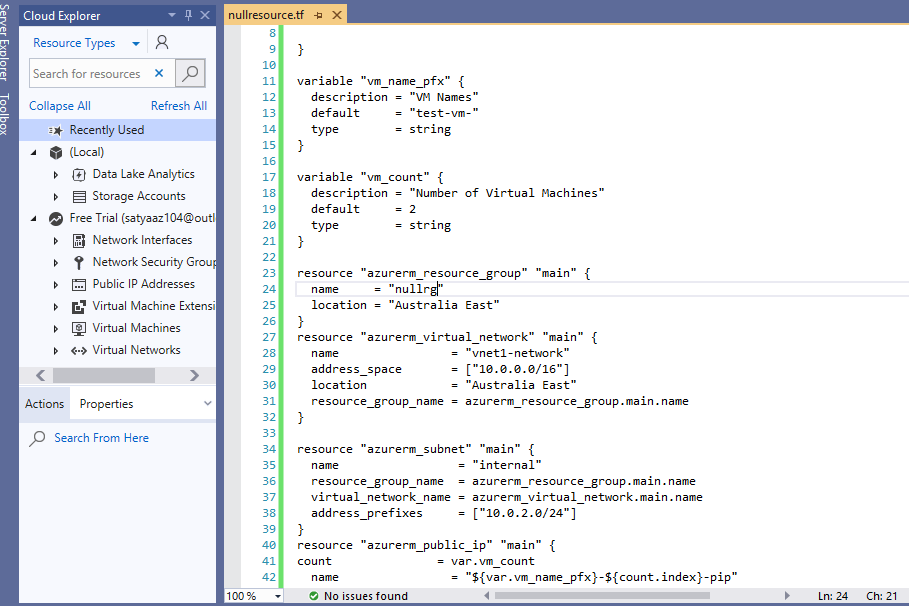 Server Explorer
Toolbox
Cloud Explorer
Resource Types
Search for resources
Collapse All Refresh All
Recently Used
(Local)
Data Lake Analytics
Storage Accounts
Free Trial (satyaaz104@outl
Network Interfaces
Network Security Group
Public IP Addresses
Virtual Machine Extensi
Virtual Machines
Virtual Networks
Actions Properties
Search From Here
nullresource.tf
8
9 }
10
11 variable "vm_name_pfx" {
12 description = "VM Names"
13 default = "test-vm-"
14 type = string
15 }
16
17 variable "vm_count" {
18 description = "Number of Virtual Machines"
19 default = 2
20 type = string
21 }
22
23 resource "azurerm_resource_group" "main" {
24 name = "nullrg"
25 location = "Australia East"
26 }
27 resource "azurerm_virtual_network" "main" {
28 name = "vnet1-network"
29 address_space = ["10.0.0.0/16"]
30 location = "Australia East"
31 resource_group_name = azurerm_resource_group.main.name
32 }
33
34 resource "azurerm_subnet" "main" {
35 name = "internal"
36 resource_group_name = azurerm_resource_group.main.name
37 virtual_network_name = azurerm_virtual_network.main.name
38 address_prefixes = ["10.0.2.0/24"]
39 }
40 resource "azurerm_public_ip" "main" {
41 count = var.vm_count
42 name = "${var.vm_name_pfx}-${count.index}-pip"
100 % No issues found Ln: 24 Ch: 21